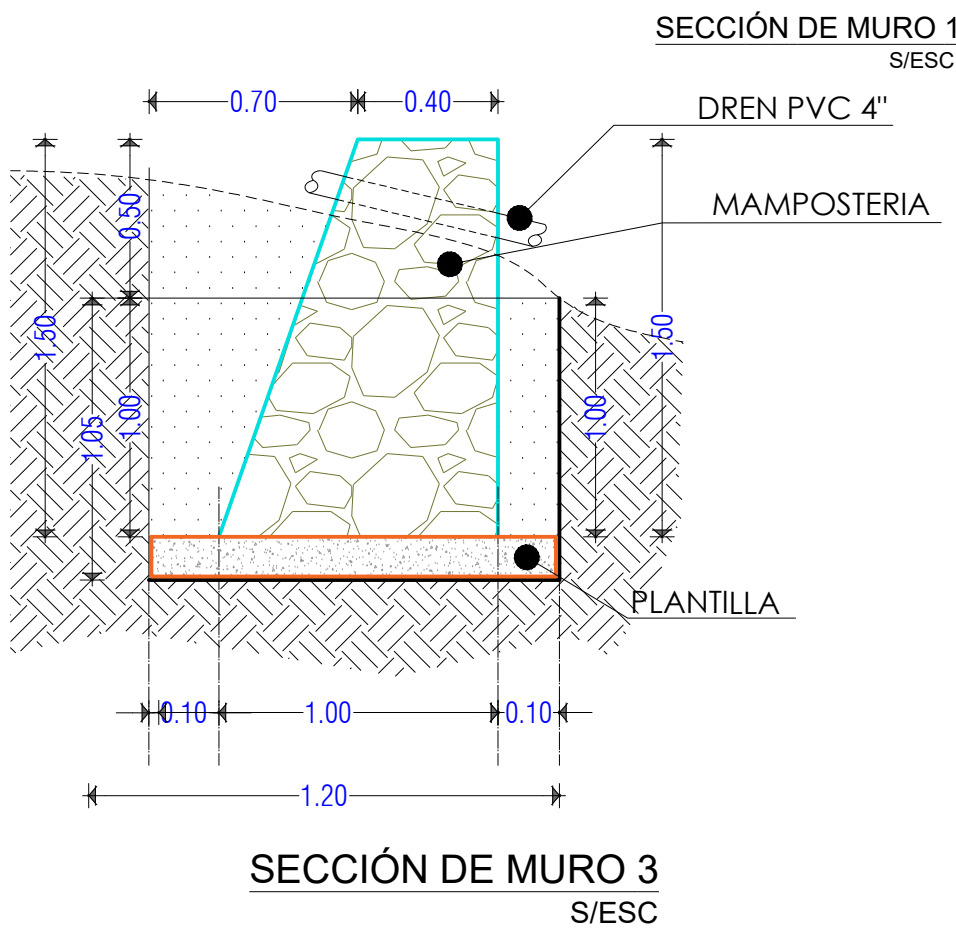 SECCIÓN DE MURO 1
S/ESC
0.70
0.40
DREN PVC 4"
0.50
MAMPOSTERIA
1.50
1.50
1.05
1.00
1.00
PLANTILLA
0.10
1.00
0.10
1.20
SECCIÓN DE MURO 3
S/ESC